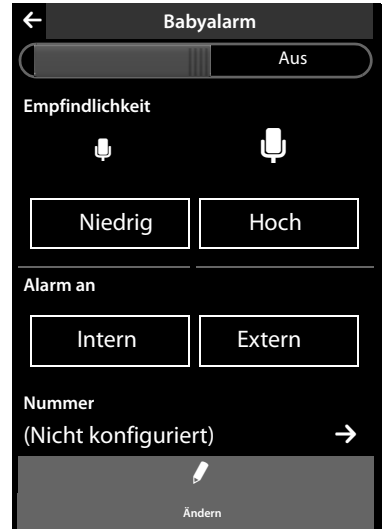 Babyalarm
Aus
Empfindlichkeit
Niedrig Hoch
Alarm an
Intern Extern
Nummer
(Nicht konfiguriert)
Ändern